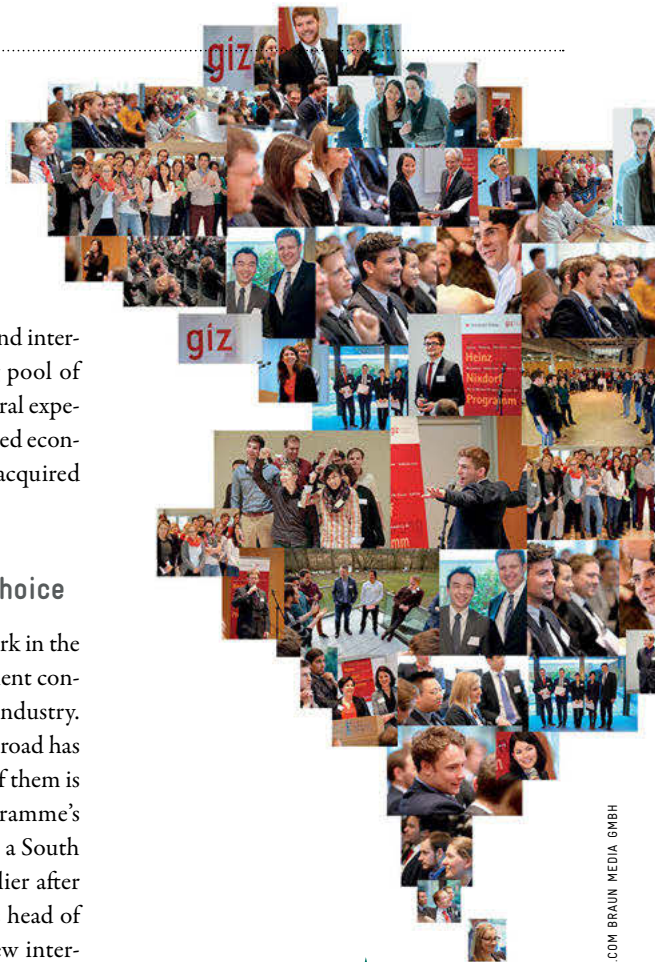 giz
nd inter-
pool of
ral expe-
ed econ-
acquired
giz
Heinz
Nixdorf
Programm
hoice
rk in the
ent con-
ndustry.
road has
f them is
ramme's
a South
lier after
head of
ew inter-
.COM BRAUN MEDIA GMBH